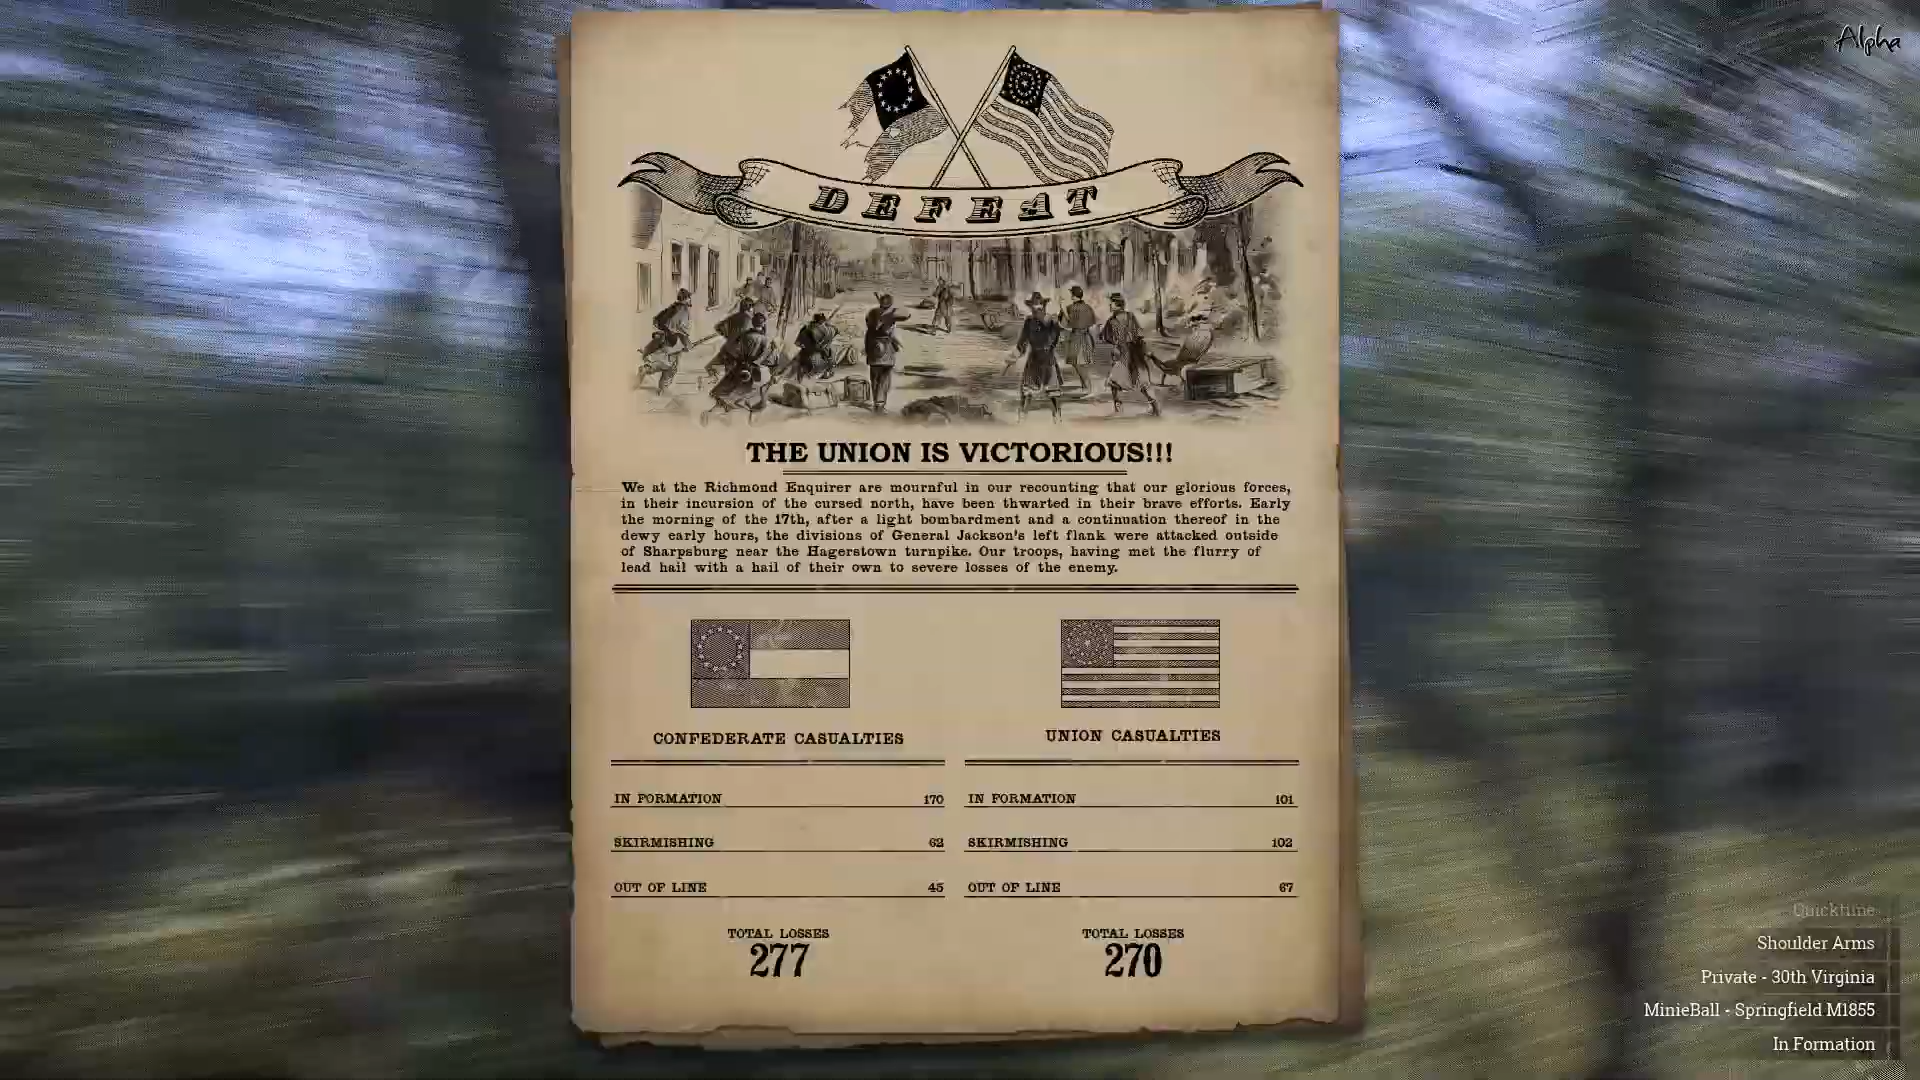 Alpha
DEFEAT
THE UNION IS VICTORIOUS!!!
We at the Richmond Enquirer are mournful in our recounting that our glorious forces,
in their incursion of the cursed north, have been thwarted in their brave efforts. Early
the morning of the 17th, after a light bombardment and a continuation thereof in the
dewy early hours, the divisions of General Jackson's left flank were attacked outside
of Sharpsburg near the Hagerstown turnpike. Our troops, having met the flurry of
lead hail with a hail of their own to severe losses of the enemy.
CONFEDERATE CASUALTIES
IN FORMATION 170
SKIRMISHING 62
OUT OF LINE 45
TOTAL LOSSES
277
UNION CASUALTIES
IN FORMATION 101
SKIRMISHING 102
OUT OF LINE 67
TOTAL LOSSES
270
Quicktime
Shoulder Arms
Private - 30th Virginia
MinieBall - Springfield M1855
In Formation